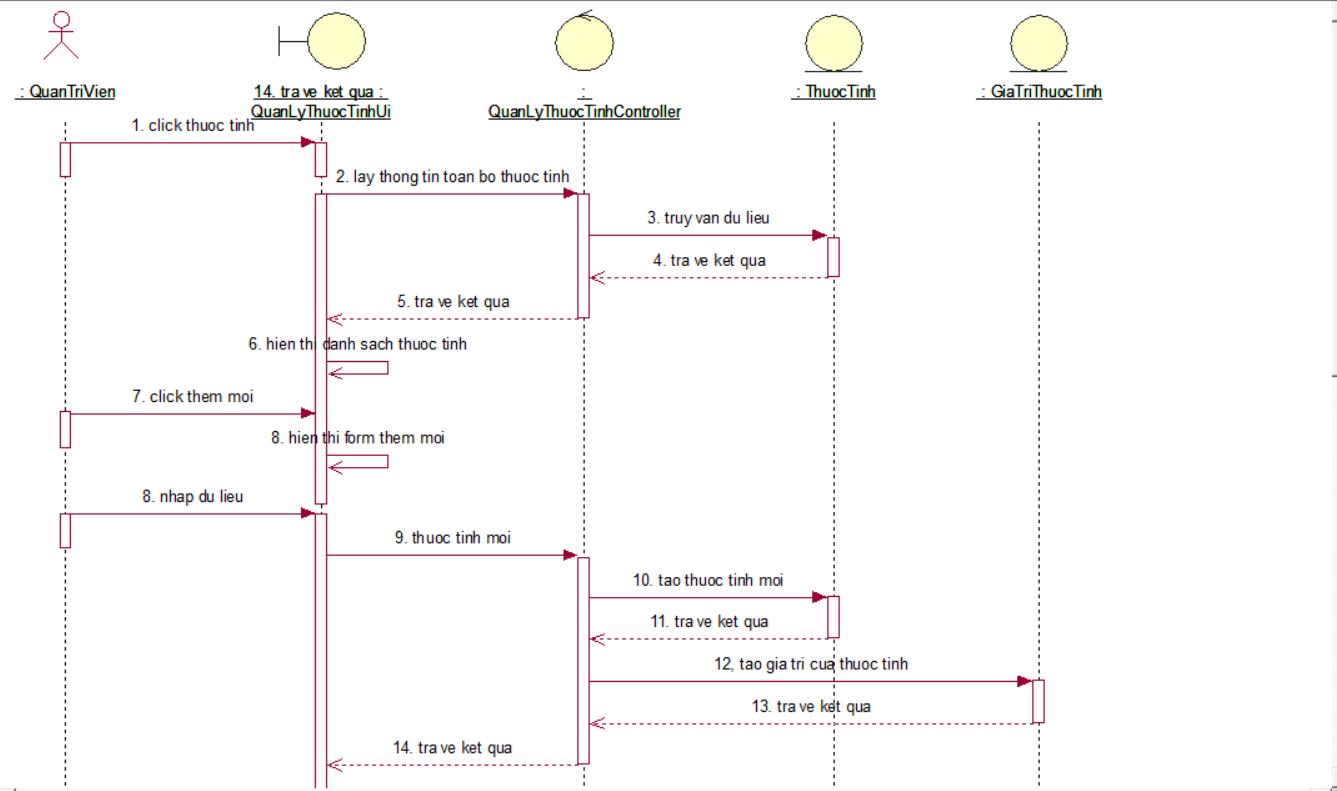 : QuanTriVien
14. tra ve ket qua :
QuanLyThuocTinhUi
:
QuanLyThuocTinhController
: ThuocTinh
: GiaTriThuocTinh
1. click thuoc tinh
2. lay thong tin toan bo thuoc tinh
3. truy van du lieu
4. tra ve ket qua
5. tra ve ket qua
6. hien thi danh sach thuoc tinh
7. click them moi
8. hien thi form them moi
8. nhap du lieu
9. thuoc tinh moi
10. tao thuoc tinh moi
11. tra ve ket qua
12, tao gia tri cua thuoc tinh
13. tra ve ket qua
14. tra ve ket qua